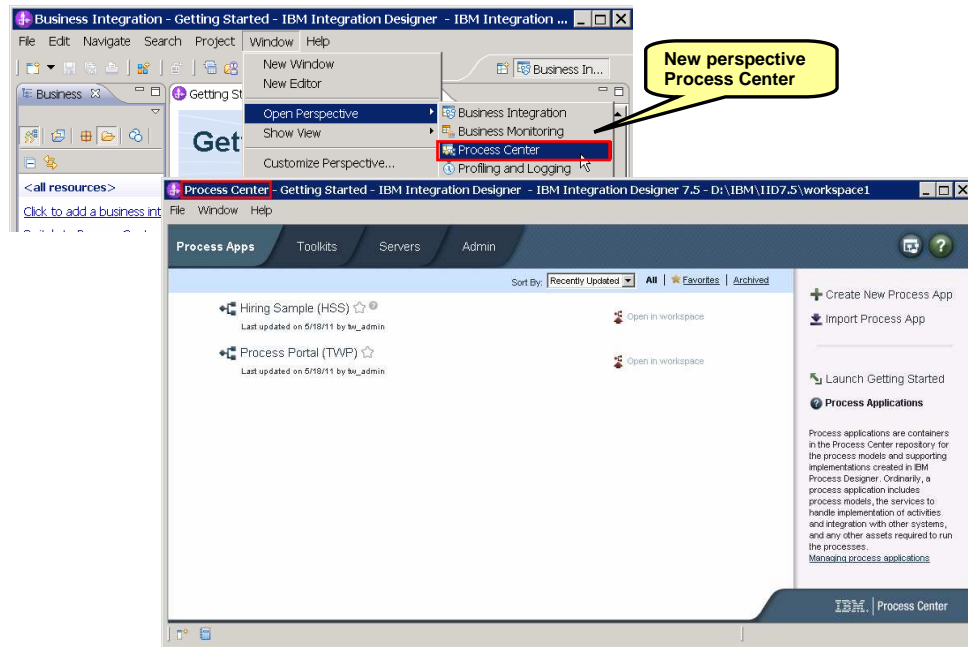 Business Integration - Getting Started - IBM Integration Designer - IBM Integration ...
File Edit Navigate Search Project Window Help
New Window
New Editor
Open Perspective
Show View
Customize Perspective...
Business In...
Business
Getting St
Get
<all resources>
Click to add a business int
Business Integration
Business Monitoring
Process Center
Profiling and Logging
New perspective
Process Center
Process Center - Getting Started - IBM Integration Designer - IBM Integration Designer 7.5 - D:\IBM\IID7.5\workspace1
File Window Help
Process Apps Toolkits Servers Admin
Sort By: Recently Updated All | Favorites | Archived
Hiring Sample (HSS)
Last updated on 5/18/11 by tw_admin
Open in workspace
Process Portal (TWP)
Last updated on 5/18/11 by tw_admin
Open in workspace
Create New Process App
Import Process App
Launch Getting Started
Process Applications
Process applications are containers
in the Process Center repository for
the process models and supporting
implementations created in IBM
Process Designer. Ordinarily, a
process application includes
process models, the services to
handle implementation of activities
and integration with other systems,
and any other assets required to run
the processes.
Managing process applications
IBM. | Process Center